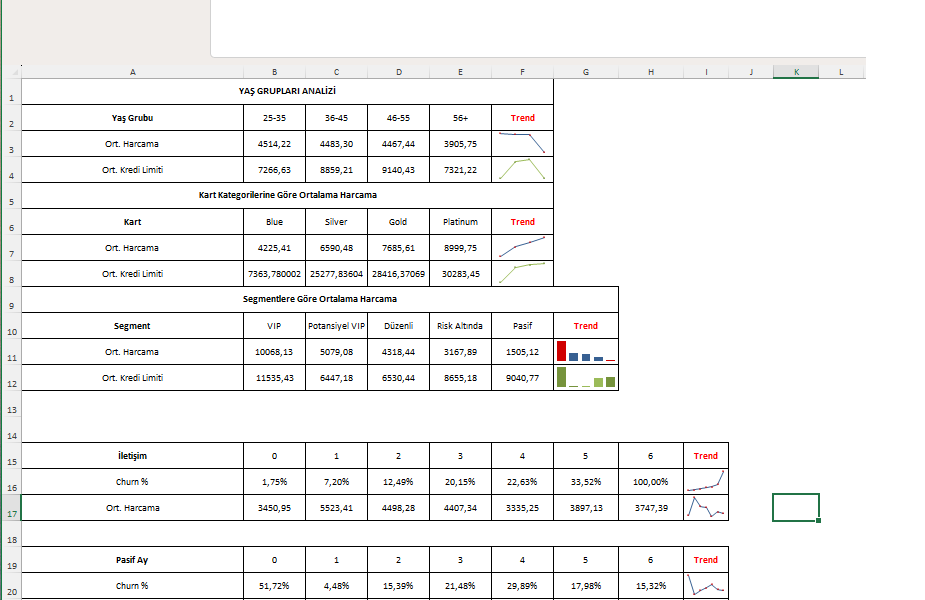 A B C D E F G H I J K L
1 YAŞ GRUPLARI ANALİZİ
2 Yaş Grubu 25-35 36-45 46-55 56+ Trend
3 Ort. Harcama 4514,22 4483,30 4467,44 3905,75
4 Ort. Kredi Limiti 7266,63 8859,21 9140,43 7321,22
5 Kart Kategorilerine Göre Ortalama Harcama
6 Kart Blue Silver Gold Platinum Trend
7 Ort. Harcama 4225,41 6590,48 7685,61 8999,75
8 Ort. Kredi Limiti 7363,780002 25277,83604 28416,37069 30283,45
9 Segmentlere Göre Ortalama Harcama
10 Segment VIP Potansiyel VIP Düzenli Risk Altında Pasif Trend
11 Ort. Harcama 10068,13 5079,08 4318,44 3167,89 1505,12
12 Ort. Kredi Limiti 11535,43 6447,18 6530,44 8655,18 9040,77
13
14
15 İletişim 0 1 2 3 4 5 6 Trend
16 Churn % 1,75% 7,20% 12,49% 20,15% 22,63% 33,52% 100,00%
17 Ort. Harcama 3450,95 5523,41 4498,28 4407,34 3335,25 3897,13 3747,39
18
19 Pasif Ay 0 1 2 3 4 5 6 Trend
20 Churn % 51,72% 4,48% 15,39% 21,48% 29,89% 17,98% 15,32%